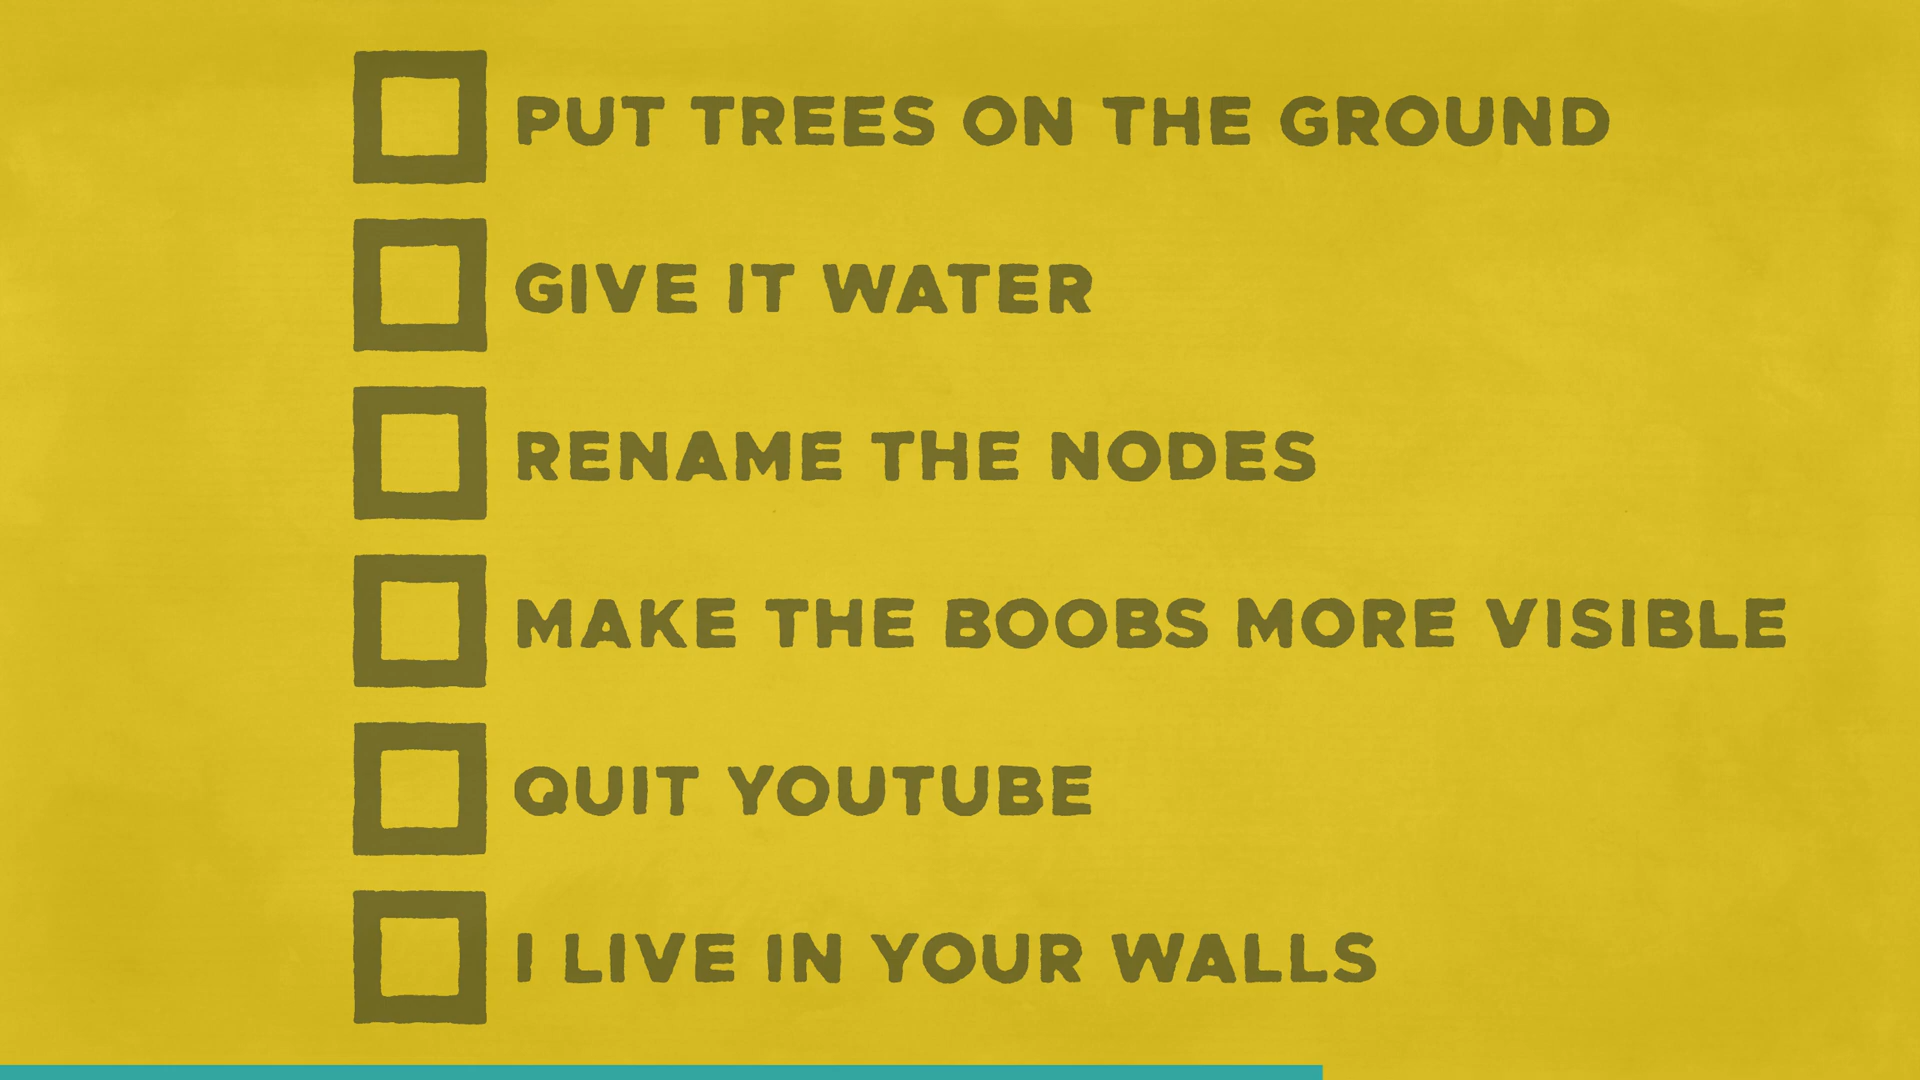 PUT TREES ON THE GROUND
GIVE IT WATER
RENAME THE NODES
MAKE THE BOOBS MORE VISIBLE
QUIT YOUTUBE
I LIVE IN YOUR WALLS